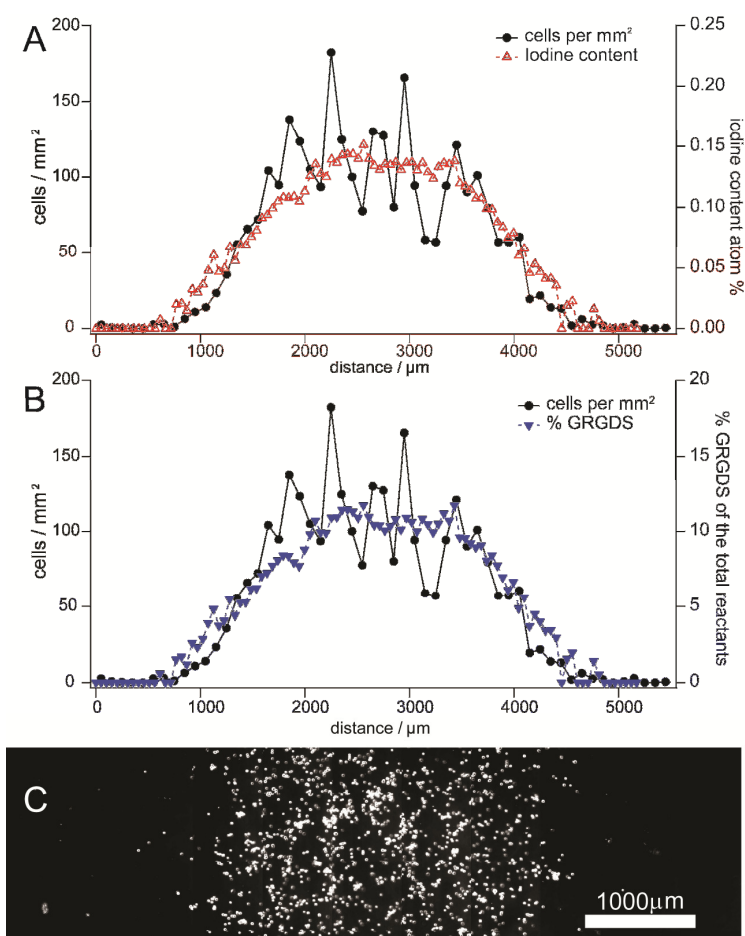 A
cells per mm²
Iodine content
200
150
100
50
0
cells / mm²
0.25
0.20
0.15
0.10
0.05
0.00
iodine content atom %
0
1000
2000
3000
4000
5000
distance / µm
B
cells per mm²
% GRGDS
200
150
100
50
0
cells / mm²
20
15
10
5
0
% GRGDS of the total
reactants
0
1000
2000
3000
4000
5000
distance / µm
C
1000µm